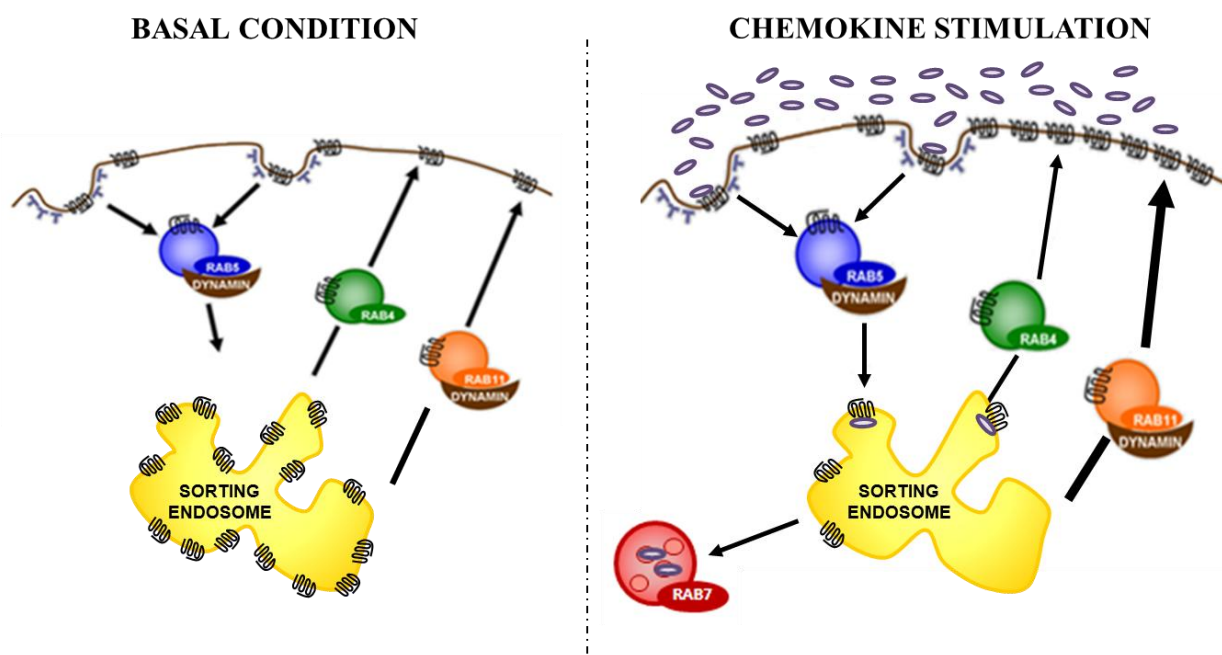 BASAL CONDITION
RAB5
DYNAMIN
RAB4
RAB11
DYNAMIN
SORTING
ENDOSOME
CHEMOKINE STIMULATION
RAB5
DYNAMIN
RAB4
RAB11
DYNAMIN
SORTING
ENDOSOME
RAB7